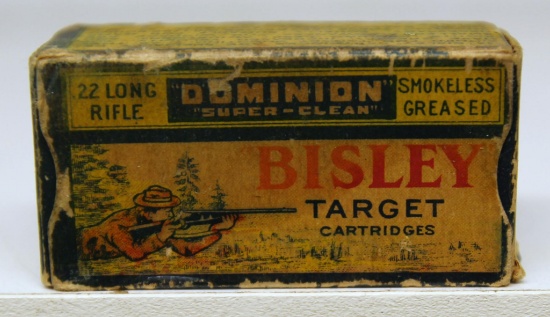 .22 LONG RIFLE
"DOMINION"
"SUPER-CLEAN"
SMOKELESS GREASED
BISLEY
TARGET
CARTRIDGES